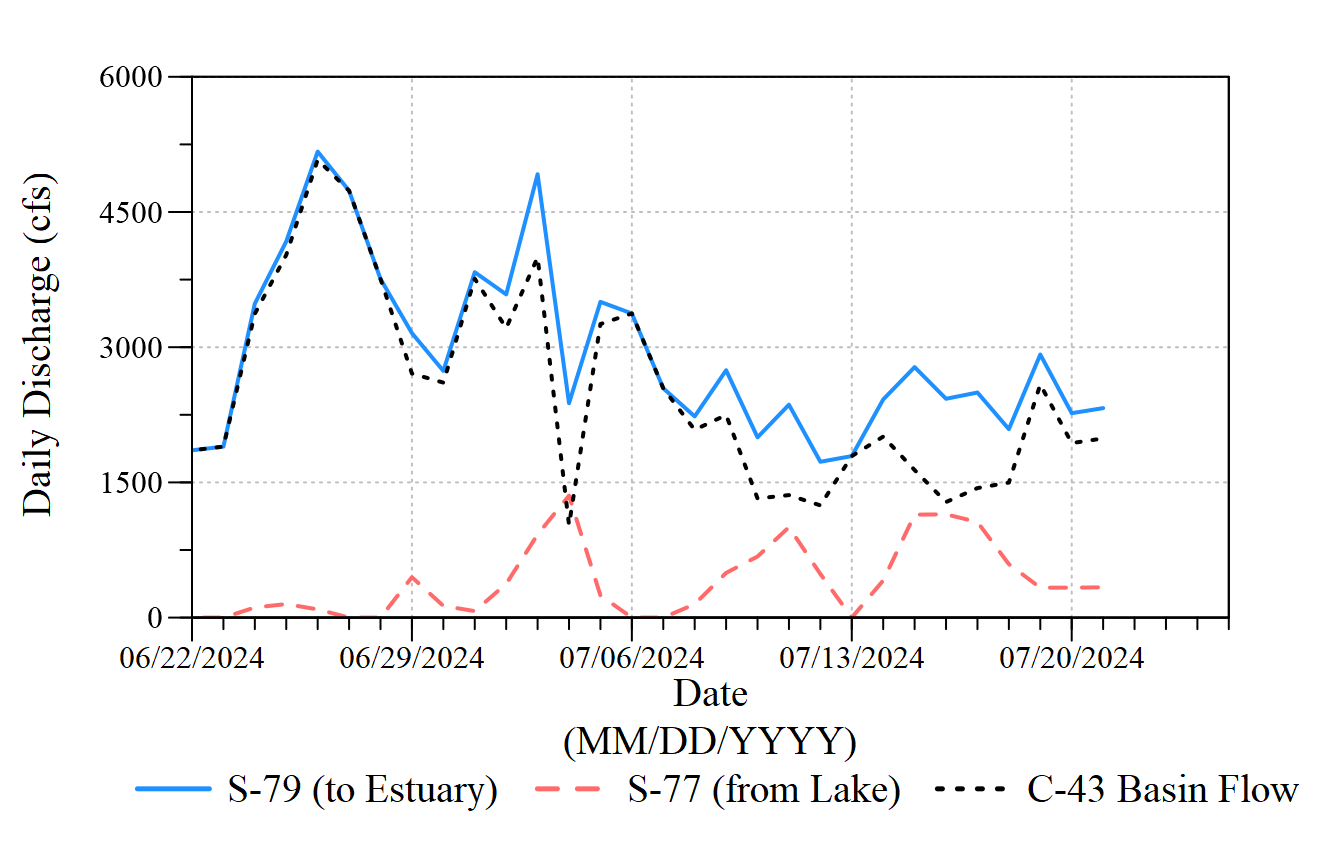 6000
4500
3000
1500
0
Daily Discharge (cfs)
06/22/2024 06/29/2024 07/06/2024 07/13/2024 07/20/2024
Date
(MM/DD/YYYY)
S-79 (to Estuary) S-77 (from Lake) C-43 Basin Flow